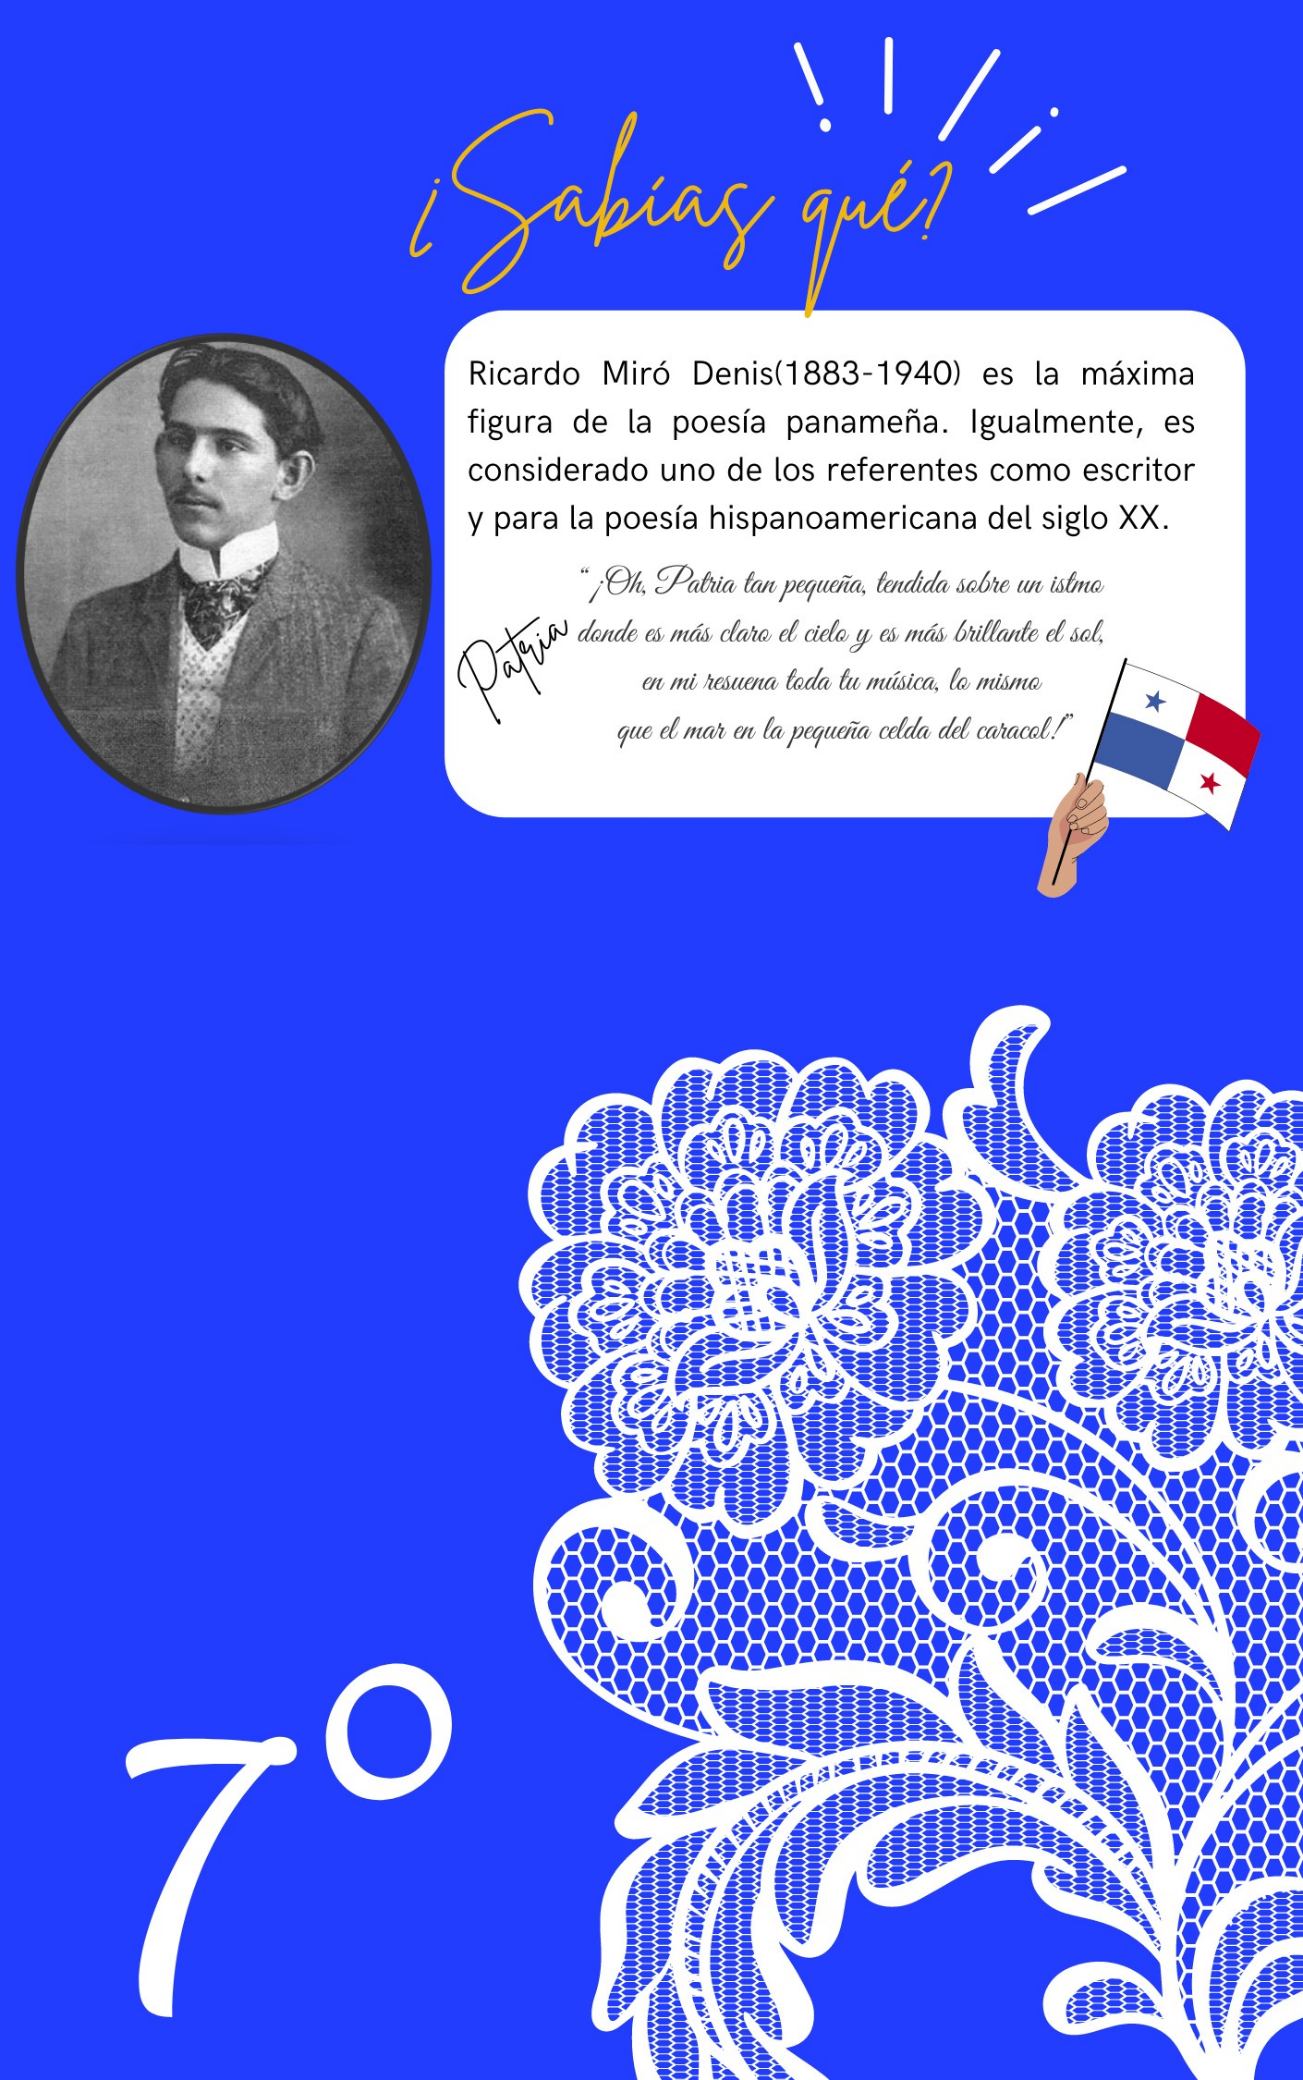 ¡Sabías qué?
Ricardo Miró Denis(1883-1940) es la máxima
figura de la poesía panameña. Igualmente, es
considerado uno de los referentes como escritor
y para la poesía hispanoamericana del siglo XX.
Patria
“¡Oh, Patria tan pequeña, tendida sobre un istmo
donde es más claro el cielo y es más brillante el sol,
en mi resuena toda tu música, lo mismo
que el mar en la pequeña celda del caracol!”
7°